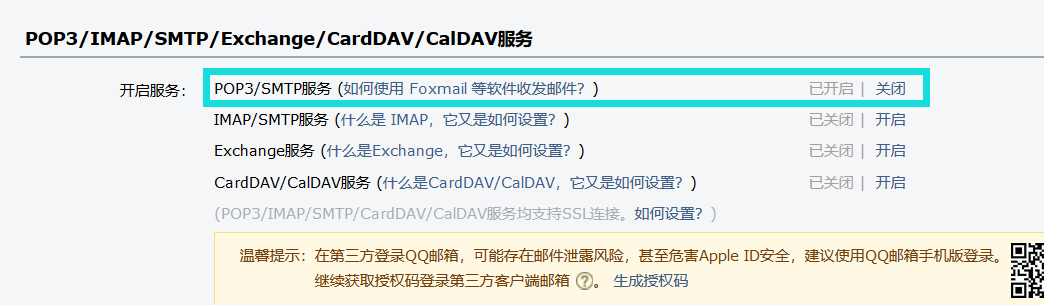 POP3/IMAP/SMTP/Exchange/CardDAV/CalDAV服务
开启服务： POP3/SMTP服务 (如何使用 Foxmail 等软件收发邮件？) 已开启 | 关闭
IMAP/SMTP服务 (什么是 IMAP，它又是如何设置？) 已关闭 | 开启
Exchange服务 (什么是Exchange，它又是如何设置？) 已关闭 | 开启
CardDAV/CalDAV服务 (什么是CardDAV/CalDAV，它又是如何设置？) 已关闭 | 开启
(POP3/IMAP/SMTP/CardDAV/CalDAV服务均支持SSL连接。如何设置？)
温馨提示：在第三方登录QQ邮箱，可能存在邮件泄露风险，甚至危害Apple ID安全，建议使用QQ邮箱手机版登录。
继续获取授权码登录第三方客户端邮箱 ?。 生成授权码